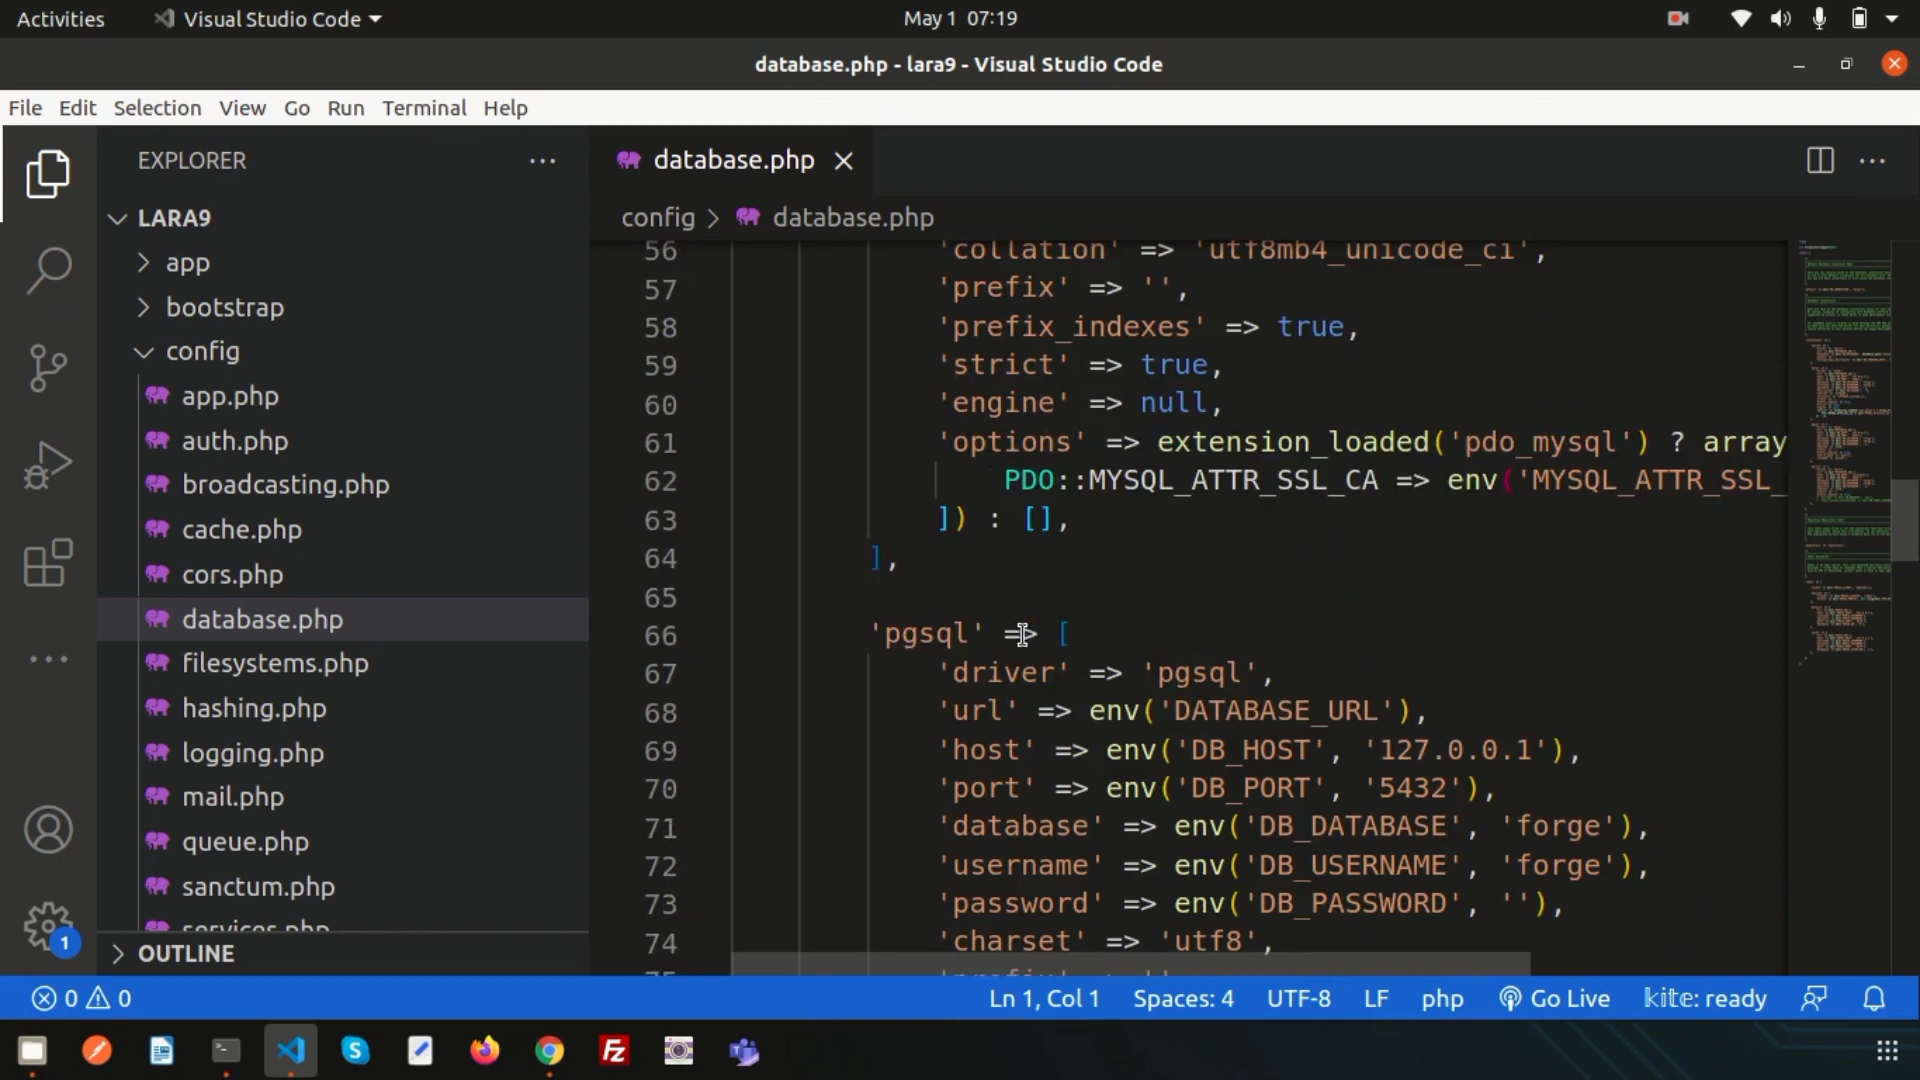 Activities
Visual Studio Code
May 1 07:19
database.php - lara9 - Visual Studio Code
File Edit Selection View Go Run Terminal Help
EXPLORER
LARA9
app
bootstrap
config
app.php
auth.php
broadcasting.php
cache.php
cors.php
database.php
filesystems.php
hashing.php
logging.php
mail.php
queue.php
sanctum.php
services.php
OUTLINE
1
database.php
config > database.php
56 'collation' => 'utf8mb4_unicode_ci',
57 'prefix' => '',
58 'prefix_indexes' => true,
59 'strict' => true,
60 'engine' => null,
61 'options' => extension_loaded('pdo_mysql') ? array
62 PDO::MYSQL_ATTR_SSL_CA => env('MYSQL_ATTR_SSL_
63 ]) : [],
64 ],
65
66 'pgsql' => [
67 'driver' => 'pgsql',
68 'url' => env('DATABASE_URL'),
69 'host' => env('DB_HOST', '127.0.0.1'),
70 'port' => env('DB_PORT', '5432'),
71 'database' => env('DB_DATABASE', 'forge'),
72 'username' => env('DB_USERNAME', 'forge'),
73 'password' => env('DB_PASSWORD', ''),
74 'charset' => 'utf8',
0 0 Ln 1, Col 1 Spaces: 4 UTF-8 LF php Go Live kite: ready